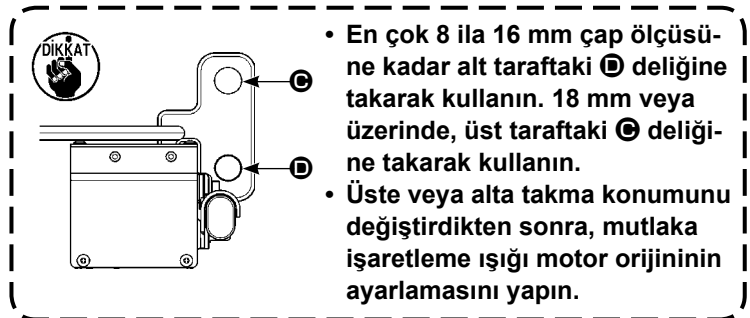 DİKKAT
• En çok 8 ila 16 mm çap ölçüsü-
ne kadar alt taraftaki D deliğine
takarak kullanın. 18 mm veya
üzerinde, üst taraftaki C deliği-
ne takarak kullanın.
• Üste veya alta takma konumunu
değiştirdikten sonra, mutlaka
işaretleme ışığı motor orijininin
ayarlamasını yapın.
C
D